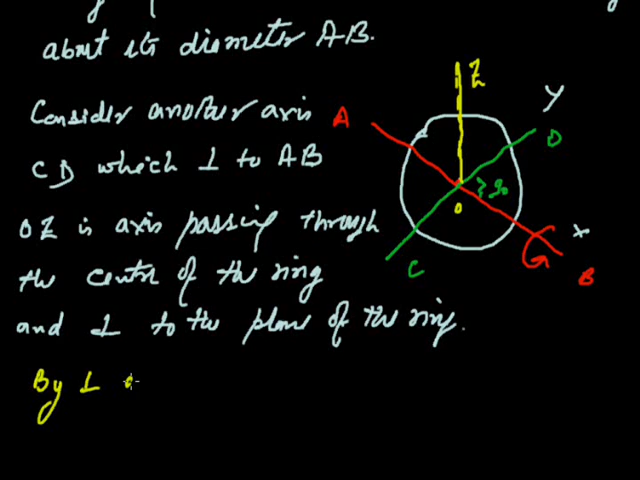 about its diameter AB.
Consider another axis
CD which ⊥ to AB
OZ is axis passing through
the centre of the ring
and ⊥ to the plane of the ring.
By ⊥
Z
y
A
D
90
o
x
C
B